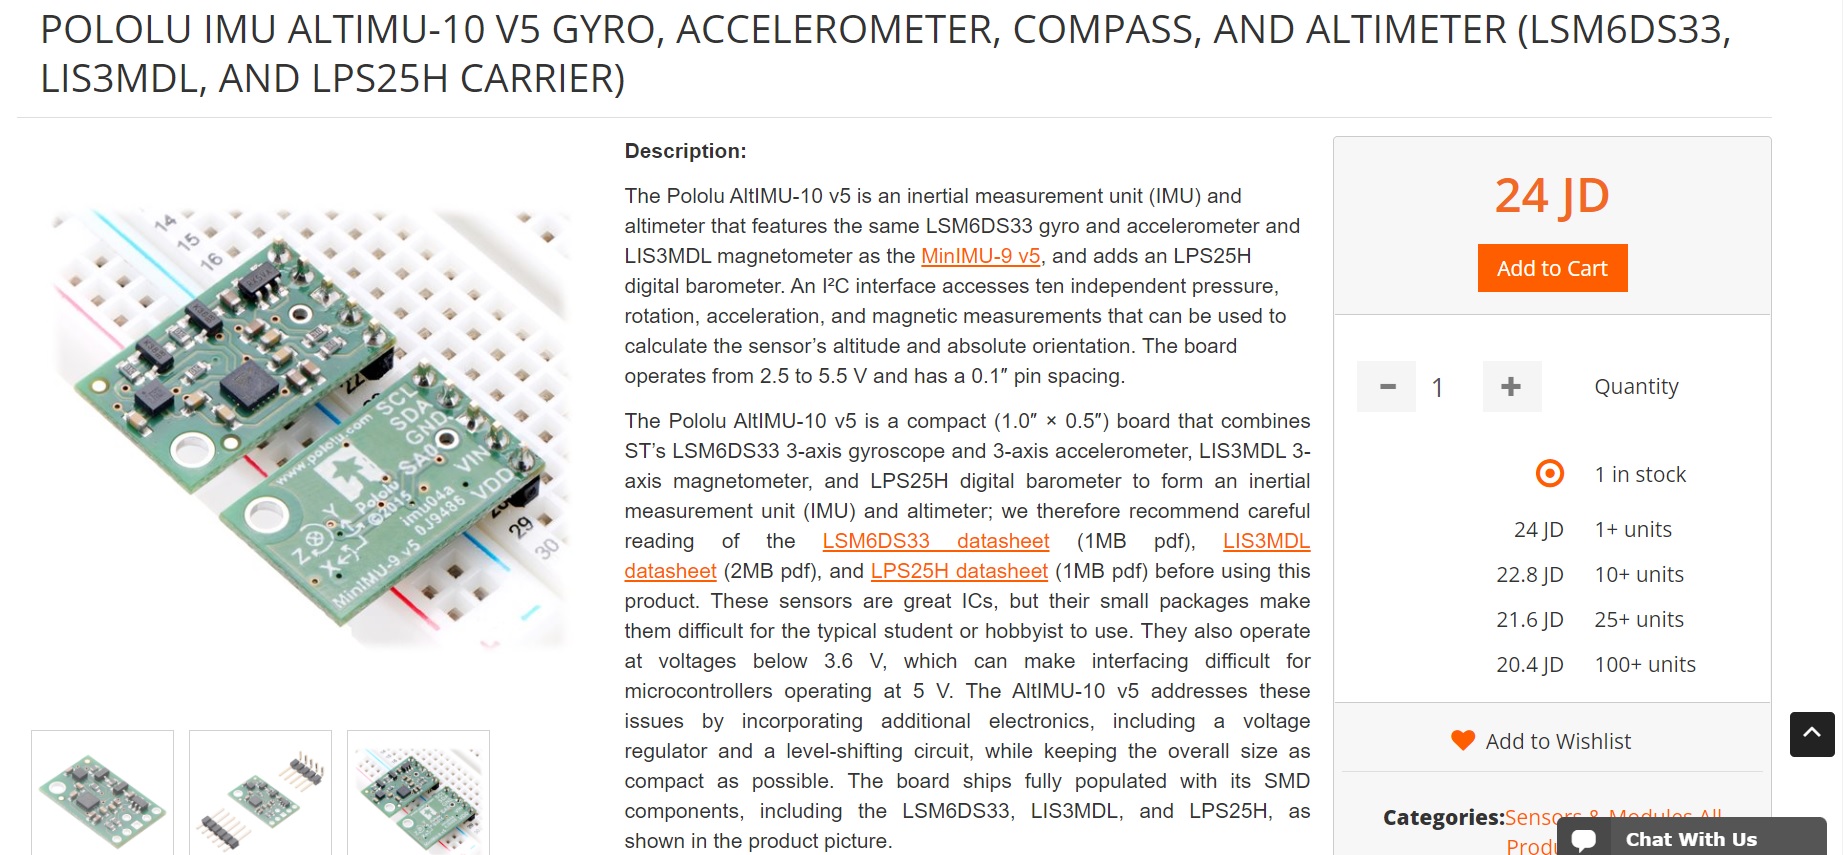 POLOLU IMU ALTIMU-10 V5 GYRO, ACCELEROMETER, COMPASS, AND ALTIMETER (LSM6DS33,
LIS3MDL, AND LPS25H CARRIER)
Description:
The Pololu AltIMU-10 v5 is an inertial measurement unit (IMU) and
altimeter that features the same LSM6DS33 gyro and accelerometer and
LIS3MDL magnetometer as the MinIMU-9 v5, and adds an LPS25H
digital barometer. An I²C interface accesses ten independent pressure,
rotation, acceleration, and magnetic measurements that can be used to
calculate the sensor’s altitude and absolute orientation. The board
operates from 2.5 to 5.5 V and has a 0.1″ pin spacing.
The Pololu AltIMU-10 v5 is a compact (1.0″ × 0.5″) board that combines
ST’s LSM6DS33 3-axis gyroscope and 3-axis accelerometer, LIS3MDL 3-
axis magnetometer, and LPS25H digital barometer to form an inertial
measurement unit (IMU) and altimeter; we therefore recommend careful
reading of the LSM6DS33 datasheet (1MB pdf), LIS3MDL
datasheet (2MB pdf), and LPS25H datasheet (1MB pdf) before using this
product. These sensors are great ICs, but their small packages make
them difficult for the typical student or hobbyist to use. They also operate
at voltages below 3.6 V, which can make interfacing difficult for
microcontrollers operating at 5 V. The AltIMU-10 v5 addresses these
issues by incorporating additional electronics, including a voltage
regulator and a level-shifting circuit, while keeping the overall size as
compact as possible. The board ships fully populated with its SMD
components, including the LSM6DS33, LIS3MDL, and LPS25H, as
shown in the product picture.
14
15
16
22
29
30
SCL
SDA
GND
SA0
VIN
VDD
www.pololu.com
Pololu
©2015
imu04a
0J9486
X
Y
Z
MinIMU-9 v5
24 JD
Add to Cart
- 1 + Quantity
1 in stock
24 JD 1+ units
22.8 JD 10+ units
21.6 JD 25+ units
20.4 JD 100+ units
Add to Wishlist
Categories:Sensors & Modules All
Chat With Us